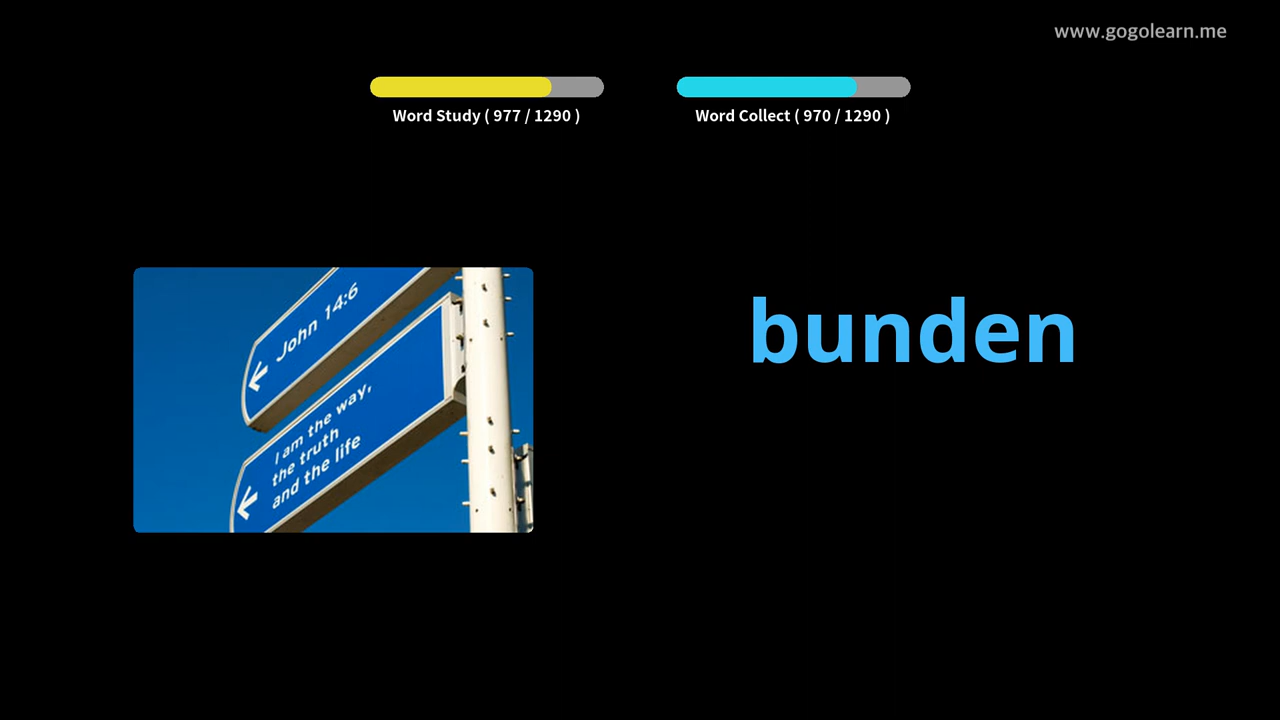 www.gogolearn.me
Word Study ( 977 / 1290 )
Word Collect ( 970 / 1290 )
John 14:6
I am the way,
the truth
and the life
bunden